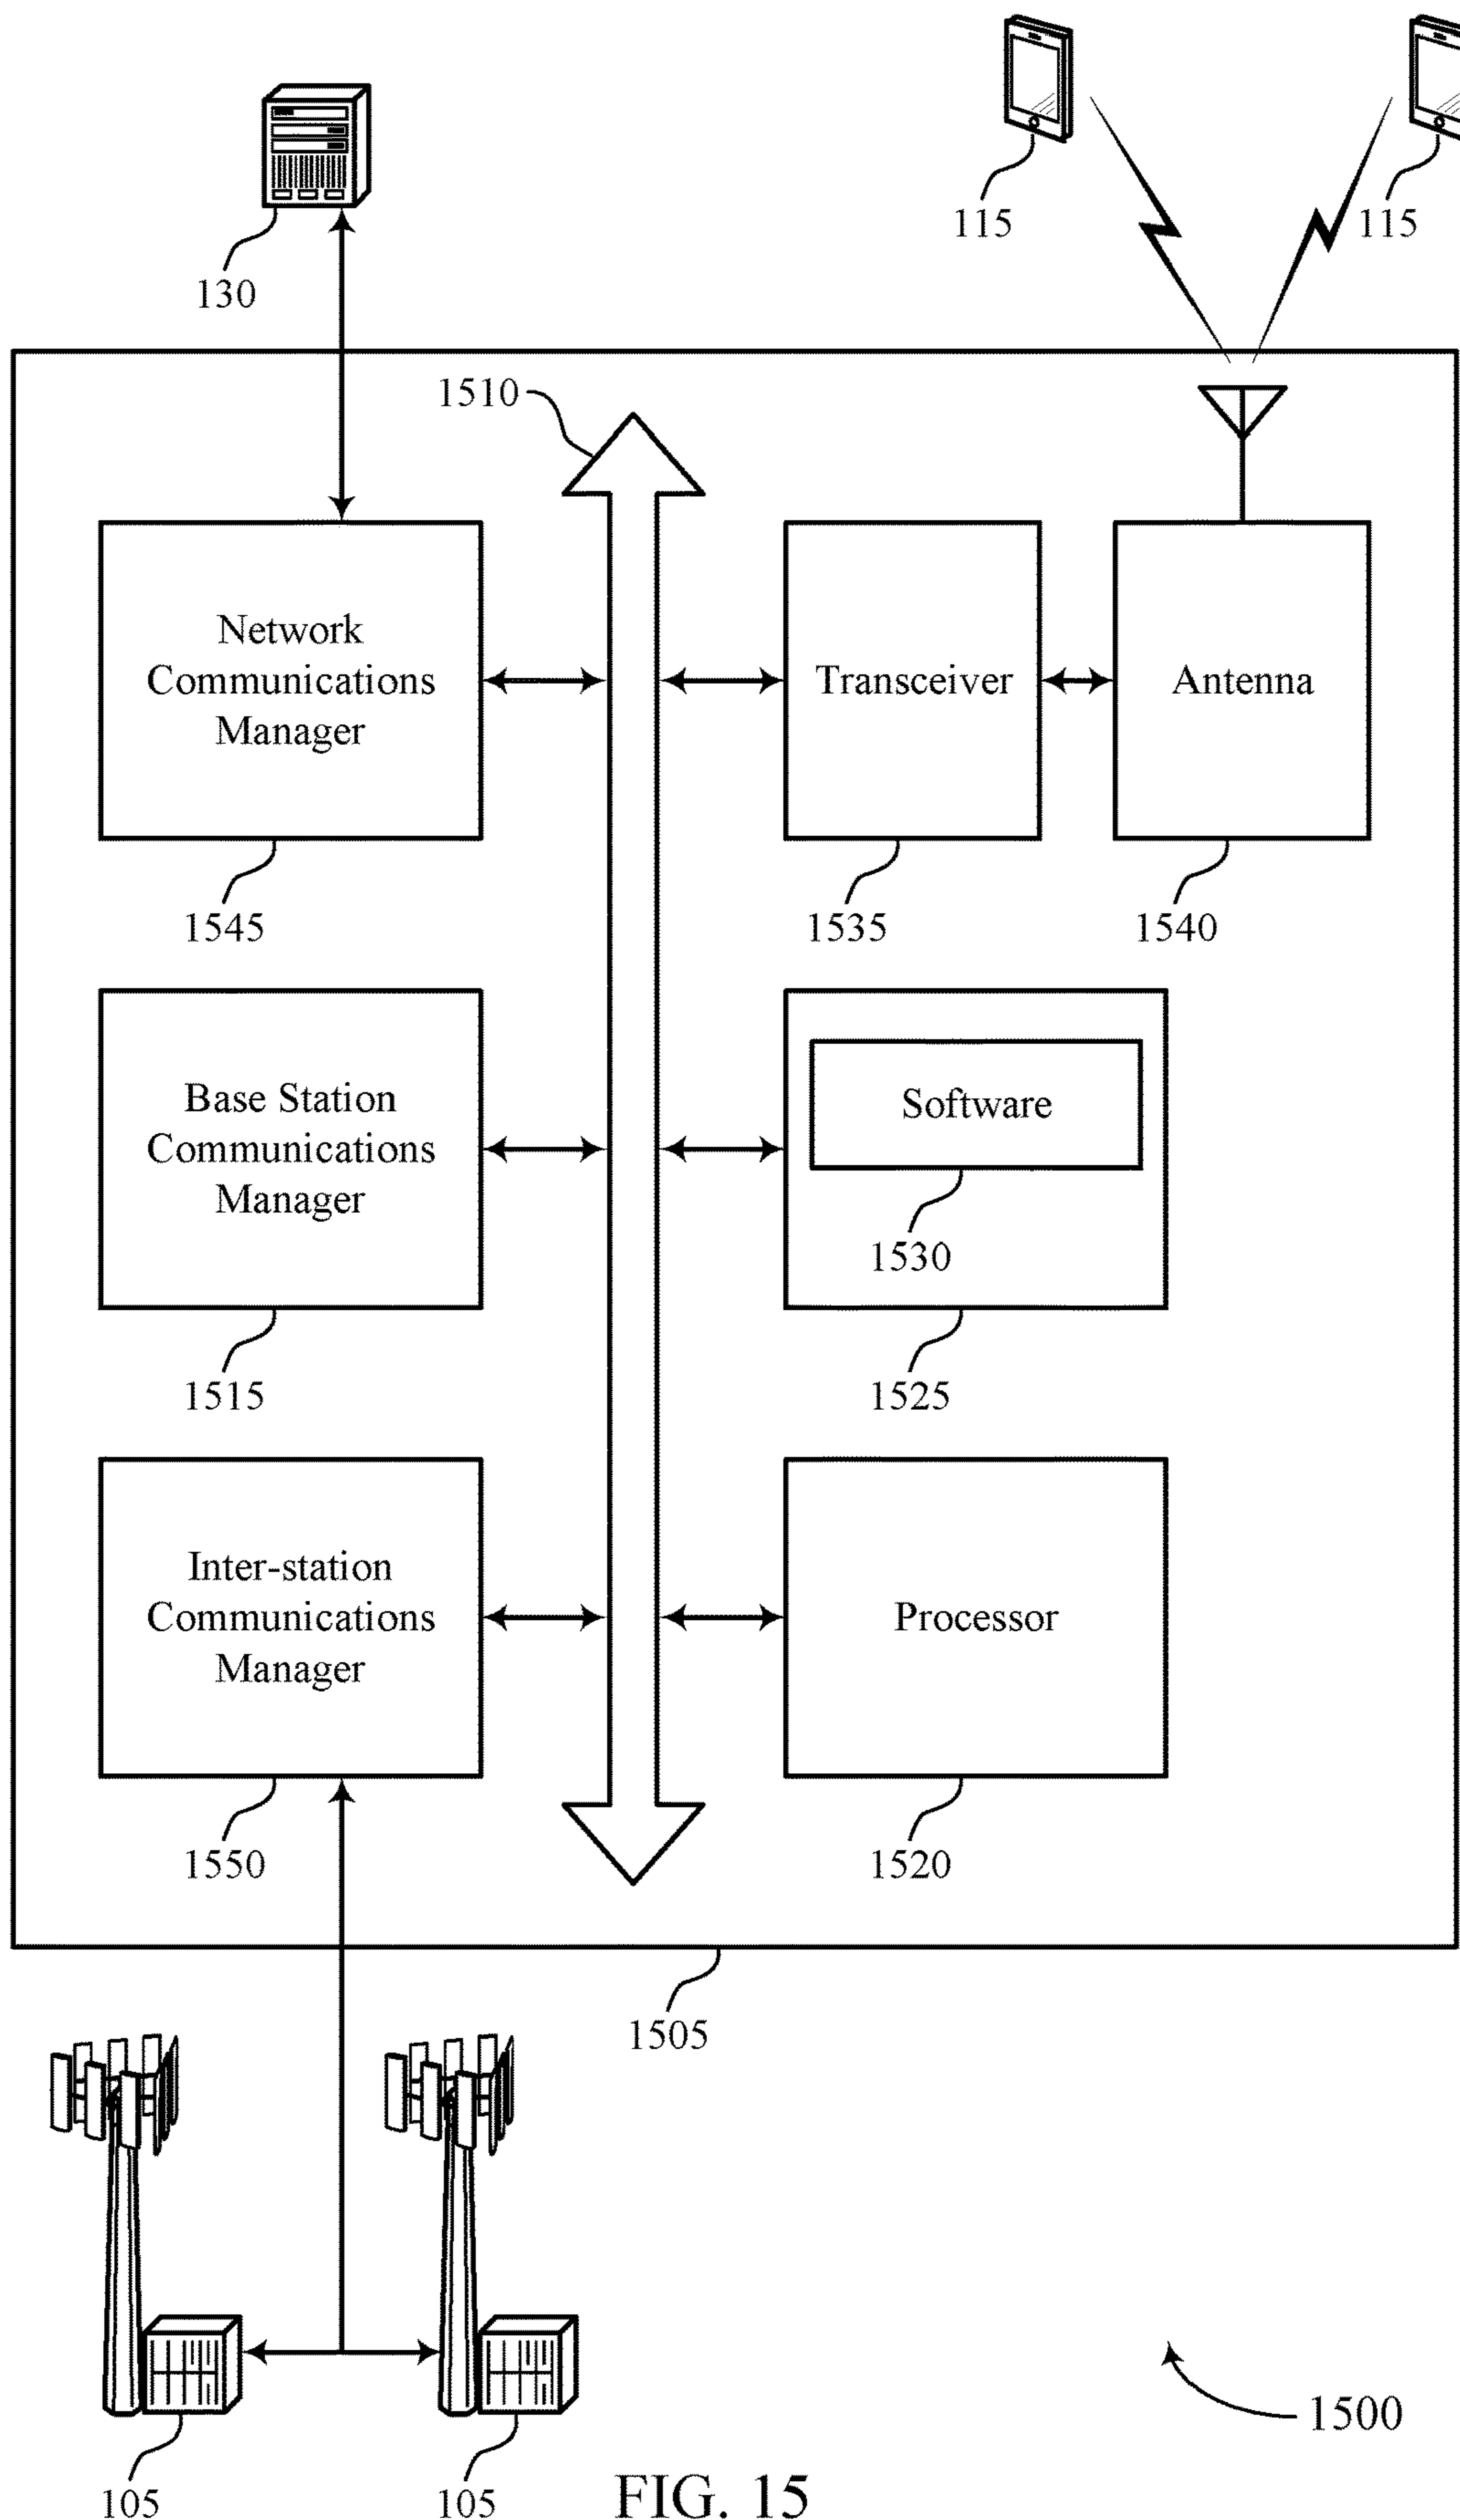 115
115
130
1510
Network
Communications
Manager
Transceiver
Antenna
1545
1535
1540
Base Station
Communications
Manager
Software
1530
1515
1525
Inter-station
Communications
Manager
Processor
1550
1520
1505
1500
105
105
FIG. 15